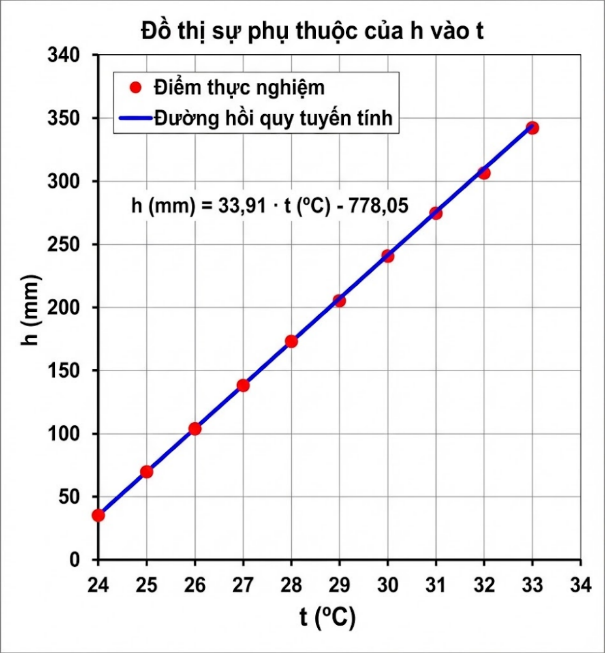 Đồ thị sự phụ thuộc của h vào t
340
350
300
250
200
150
100
50
0
h (mm)
Điểm thực nghiệm
Đường hồi quy tuyến tính
h (mm) = 33,91 · t (ºC) - 778,05
24 25 26 27 28 29 30 31 32 33 34
t (ºC)